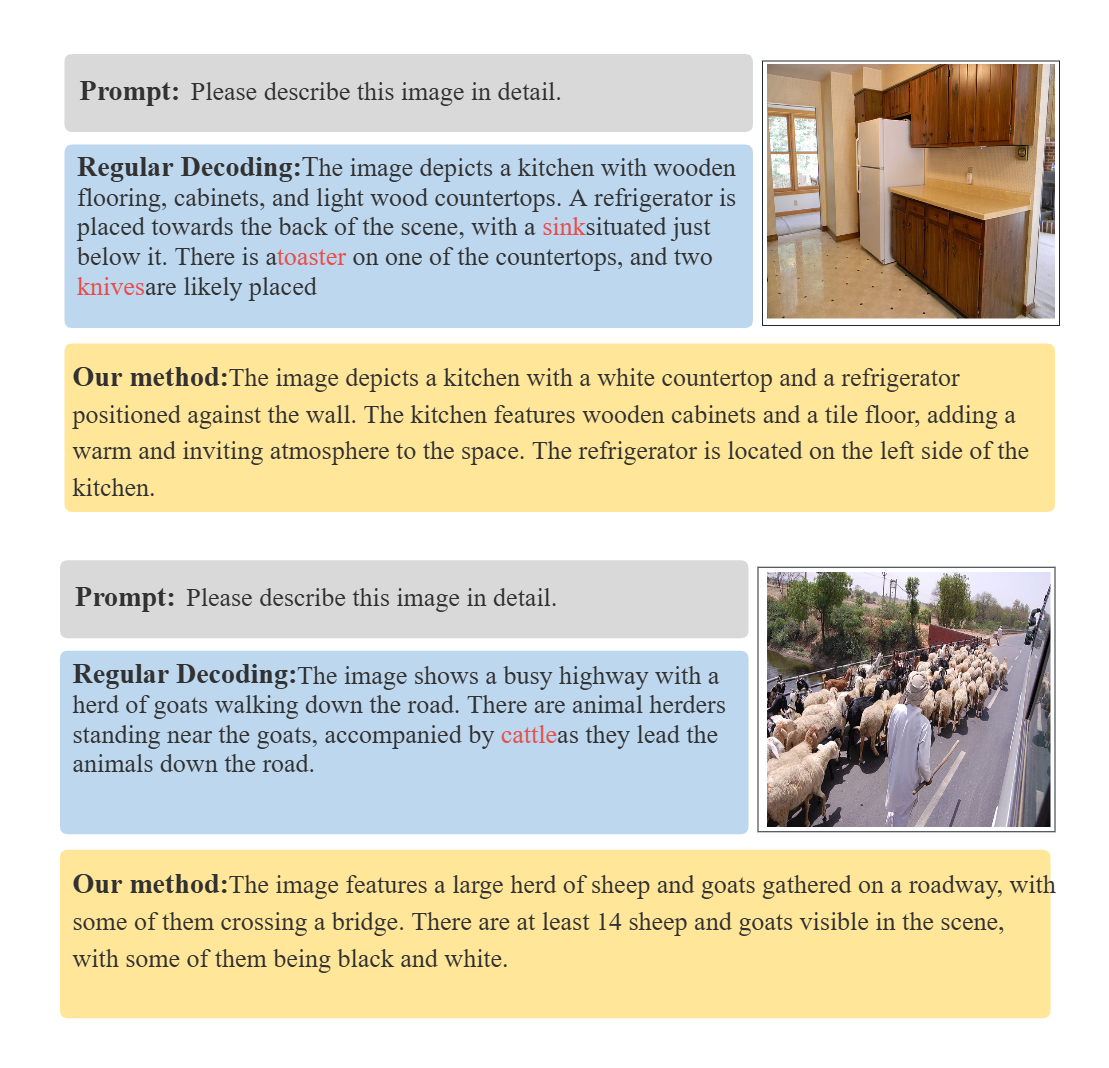 Prompt: Please describe this image in detail.
Regular Decoding:The image depicts a kitchen with wooden
flooring, cabinets, and light wood countertops. A refrigerator is
placed towards the back of the scene, with a sinksituated just
below it. There is atoaster on one of the countertops, and two
knivesare likely placed
Our method:The image depicts a kitchen with a white countertop and a refrigerator
positioned against the wall. The kitchen features wooden cabinets and a tile floor, adding a
warm and inviting atmosphere to the space. The refrigerator is located on the left side of the
kitchen.
Prompt: Please describe this image in detail.
Regular Decoding:The image shows a busy highway with a
herd of goats walking down the road. There are animal herders
standing near the goats, accompanied by cattleas they lead the
animals down the road.
Our method:The image features a large herd of sheep and goats gathered on a roadway, with
some of them crossing a bridge. There are at least 14 sheep and goats visible in the scene,
with some of them being black and white.